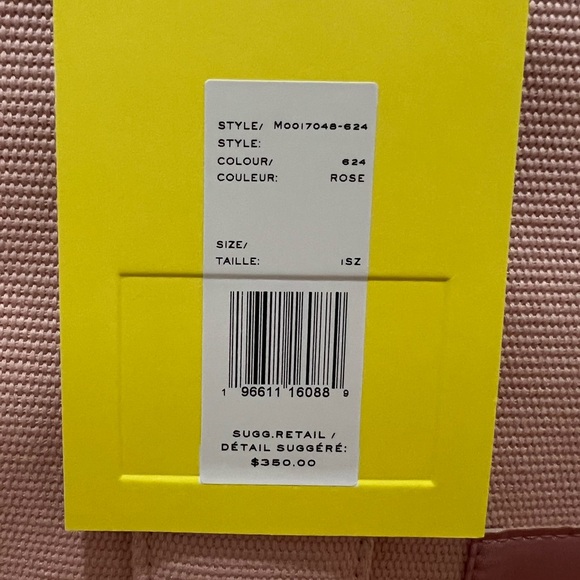 STYLE/ M0017048-624
STYLE:
COLOUR/ 624
COULEUR: ROSE
SIZE/
TAILLE: 1SZ
1 96611 16088 9
SUGG.RETAIL /
DÉTAIL SUGGÉRÉ:
$350.00